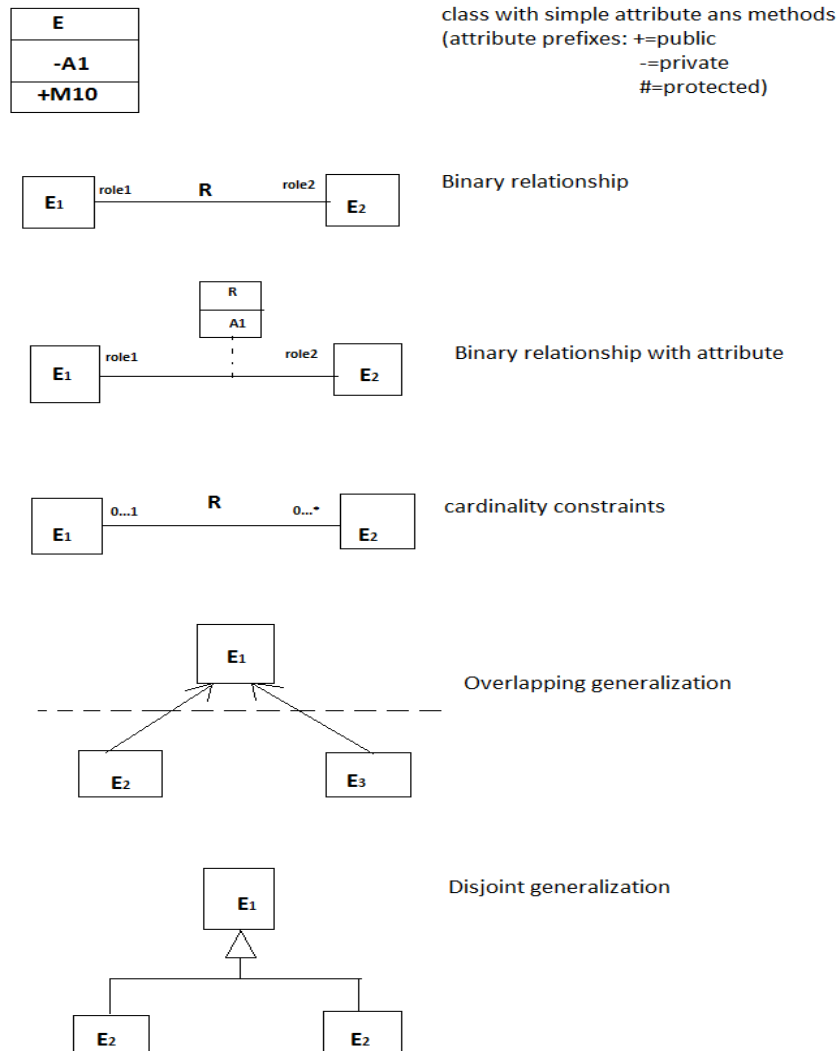 E
-A1
+M10
class with simple attribute ans methods
(attribute prefixes: +=public
-=private
#=protected)
E1 role1 R role2 E2
Binary relationship
R
A1
E1 role1 role2 E2
Binary relationship with attribute
E1 0...1 R 0...* E2
cardinality constraints
E1
Overlapping generalization
E2 E3
E1
Disjoint generalization
E2 E2